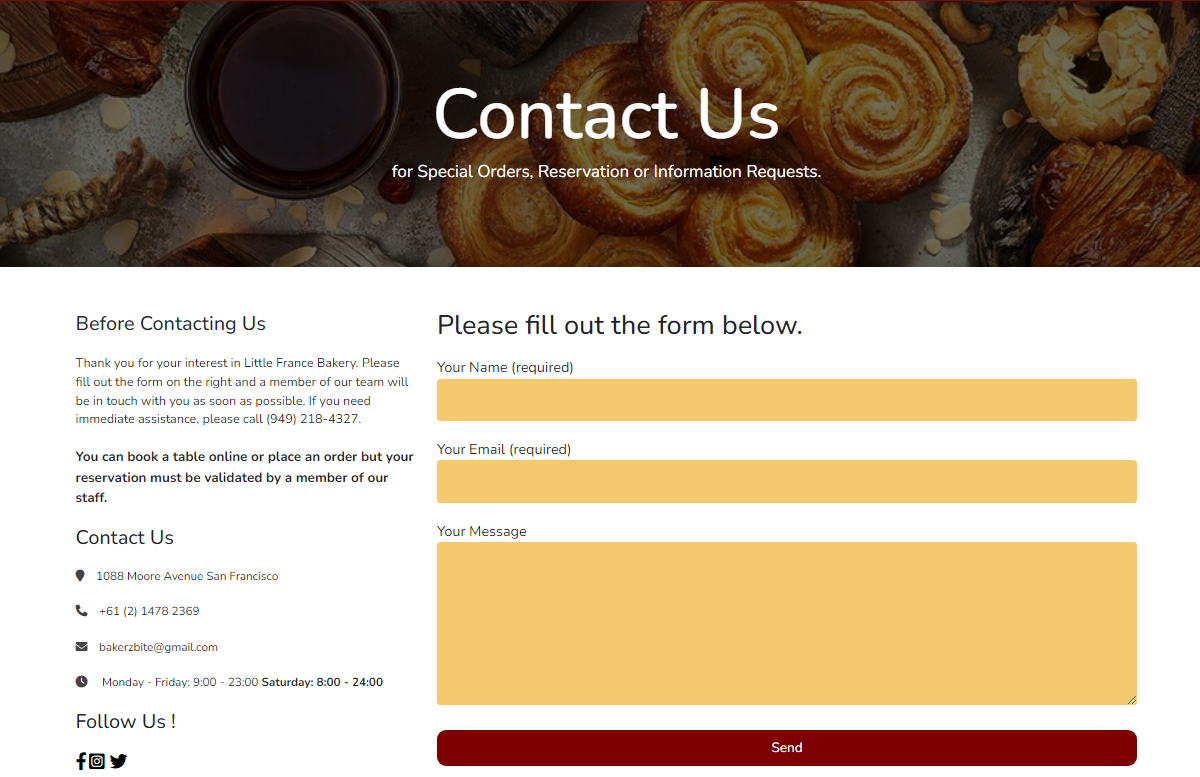 Contact Us
for Special Orders, Reservation or Information Requests.
Before Contacting Us
Thank you for your interest in Little France Bakery. Please
fill out the form on the right and a member of our team will
be in touch with you as soon as possible. If you need
immediate assistance, please call (949) 218-4327.
You can book a table online or place an order but your
reservation must be validated by a member of our
staff.
Contact Us
1088 Moore Avenue San Francisco
+61 (2) 1478 2369
bakerzbite@gmail.com
Monday - Friday: 9:00 - 23:00 Saturday: 8:00 - 24:00
Follow Us !
Please fill out the form below.
Your Name (required)
Your Email (required)
Your Message
Send